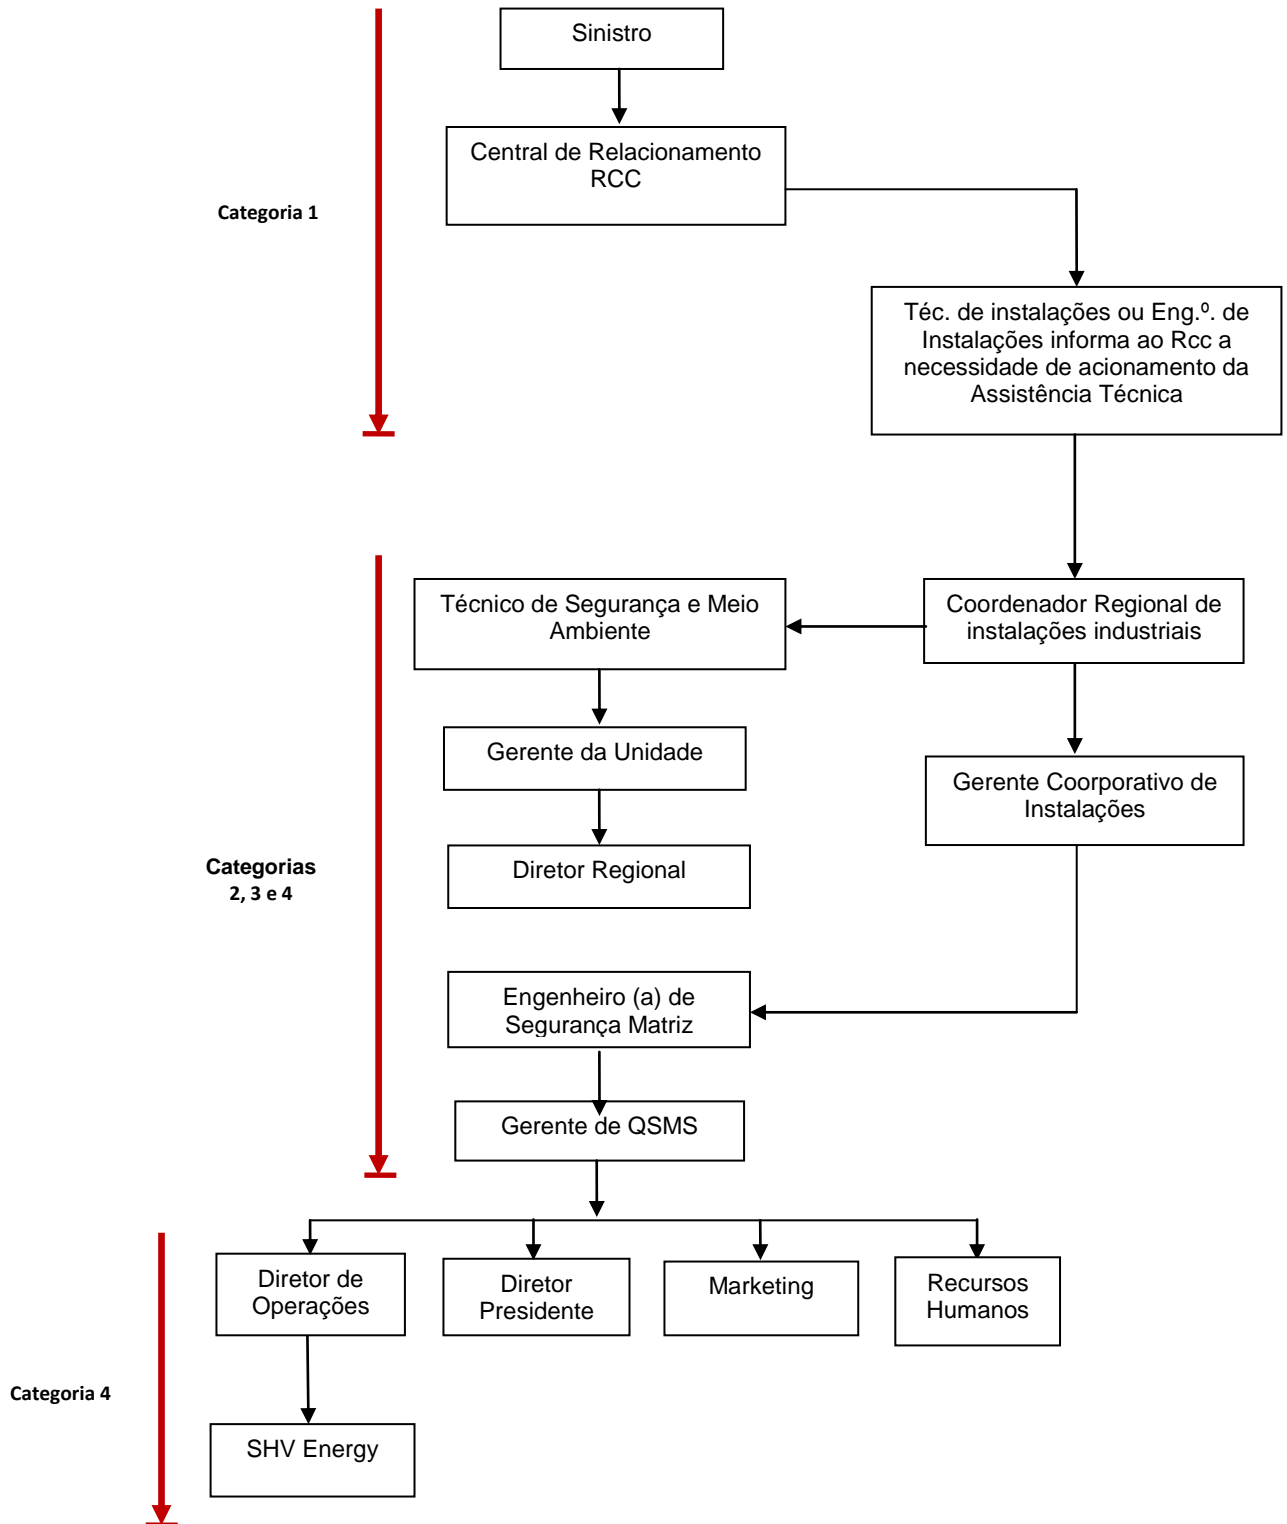 Sinistro
Central de Relacionamento
RCC
Categoria 1
Téc. de instalações ou Eng.º. de
Instalações informa ao Rcc a
necessidade de acionamento da
Assistência Técnica
Técnico de Segurança e Meio
Ambiente
Coordenador Regional de
instalações industriais
Gerente da Unidade
Gerente Coorporativo de
Instalações
Diretor Regional
Categorias
2, 3 e 4
Engenheiro (a) de
Segurança Matriz
Gerente de QSMS
Diretor de
Operações
Diretor
Presidente
Marketing
Recursos
Humanos
Categoria 4
SHV Energy